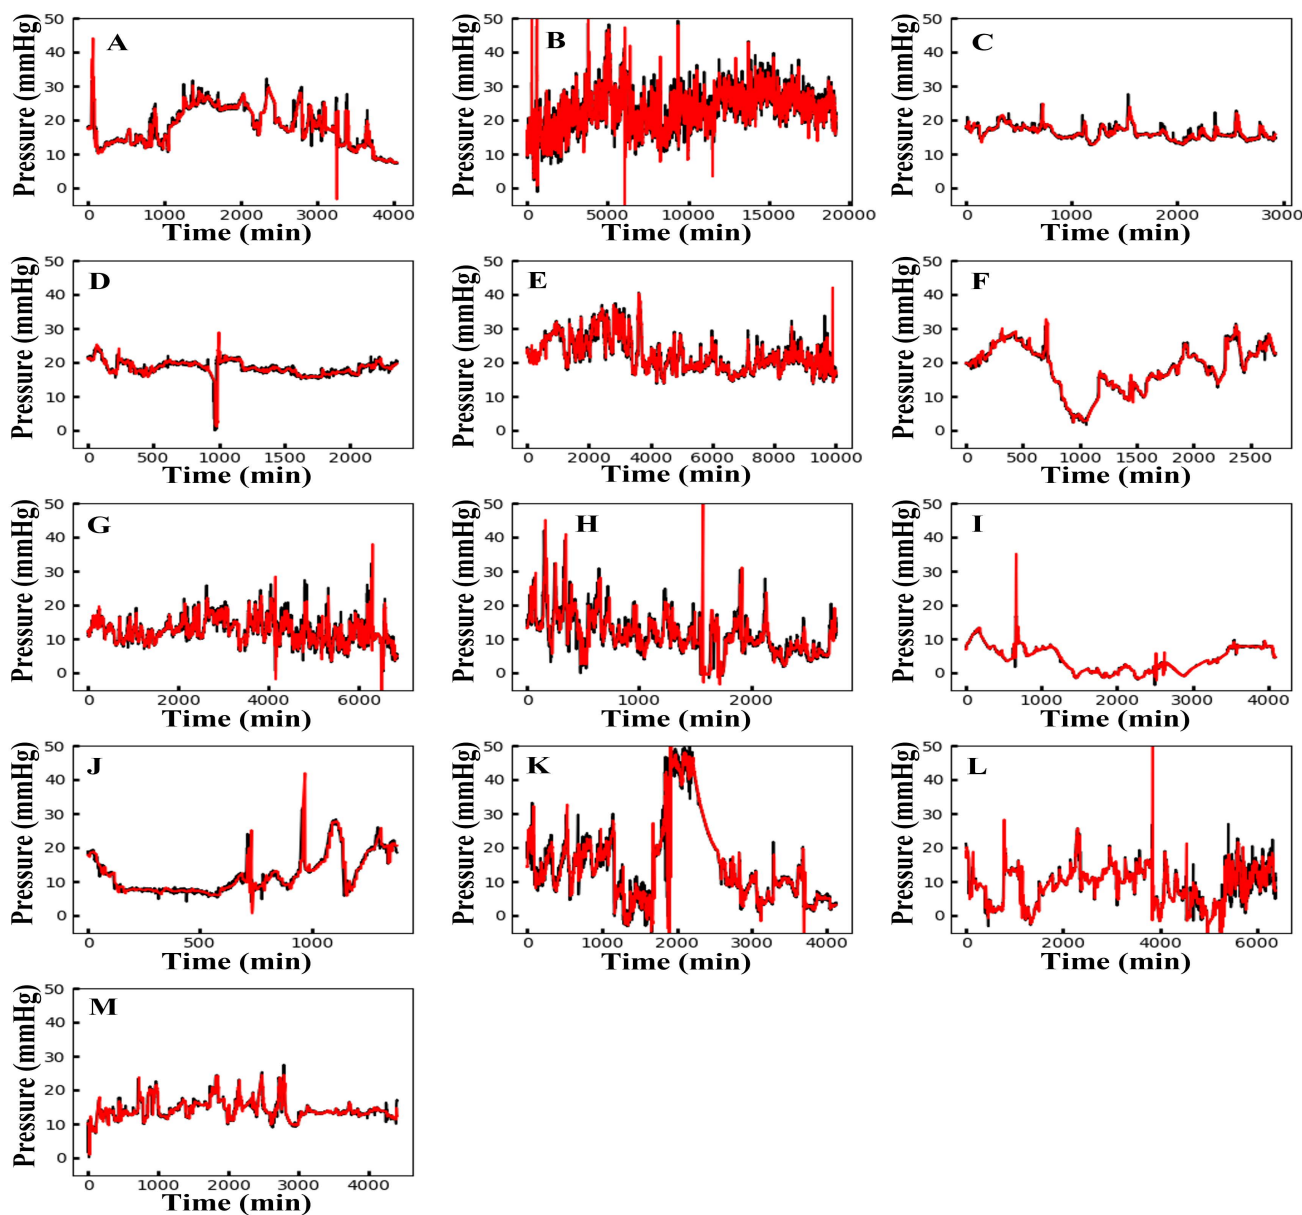 A
50
40
30
20
10
0
Pressure (mmHg)
0 1000 2000 3000 4000
Time (min)
B
50
40
30
20
10
0
Pressure (mmHg)
0 5000 10000 15000 20000
Time (min)
C
50
40
30
20
10
0
Pressure (mmHg)
0 1000 2000 3000
Time (min)
D
50
40
30
20
10
0
Pressure (mmHg)
0 500 1000 1500 2000
Time (min)
E
50
40
30
20
10
0
Pressure (mmHg)
0 2000 4000 6000 8000 10000
Time (min)
F
50
40
30
20
10
0
Pressure (mmHg)
0 500 1000 1500 2000 2500
Time (min)
G
50
40
30
20
10
0
Pressure (mmHg)
0 2000 4000 6000
Time (min)
H
50
40
30
20
10
0
Pressure (mmHg)
0 1000 2000
Time (min)
I
50
40
30
20
10
0
Pressure (mmHg)
0 1000 2000 3000 4000
Time (min)
J
50
40
30
20
10
0
Pressure (mmHg)
0 500 1000
Time (min)
K
50
40
30
20
10
0
Pressure (mmHg)
0 1000 2000 3000 4000
Time (min)
L
50
40
30
20
10
0
Pressure (mmHg)
0 2000 4000 6000
Time (min)
M
50
40
30
20
10
0
Pressure (mmHg)
0 1000 2000 3000 4000
Time (min)